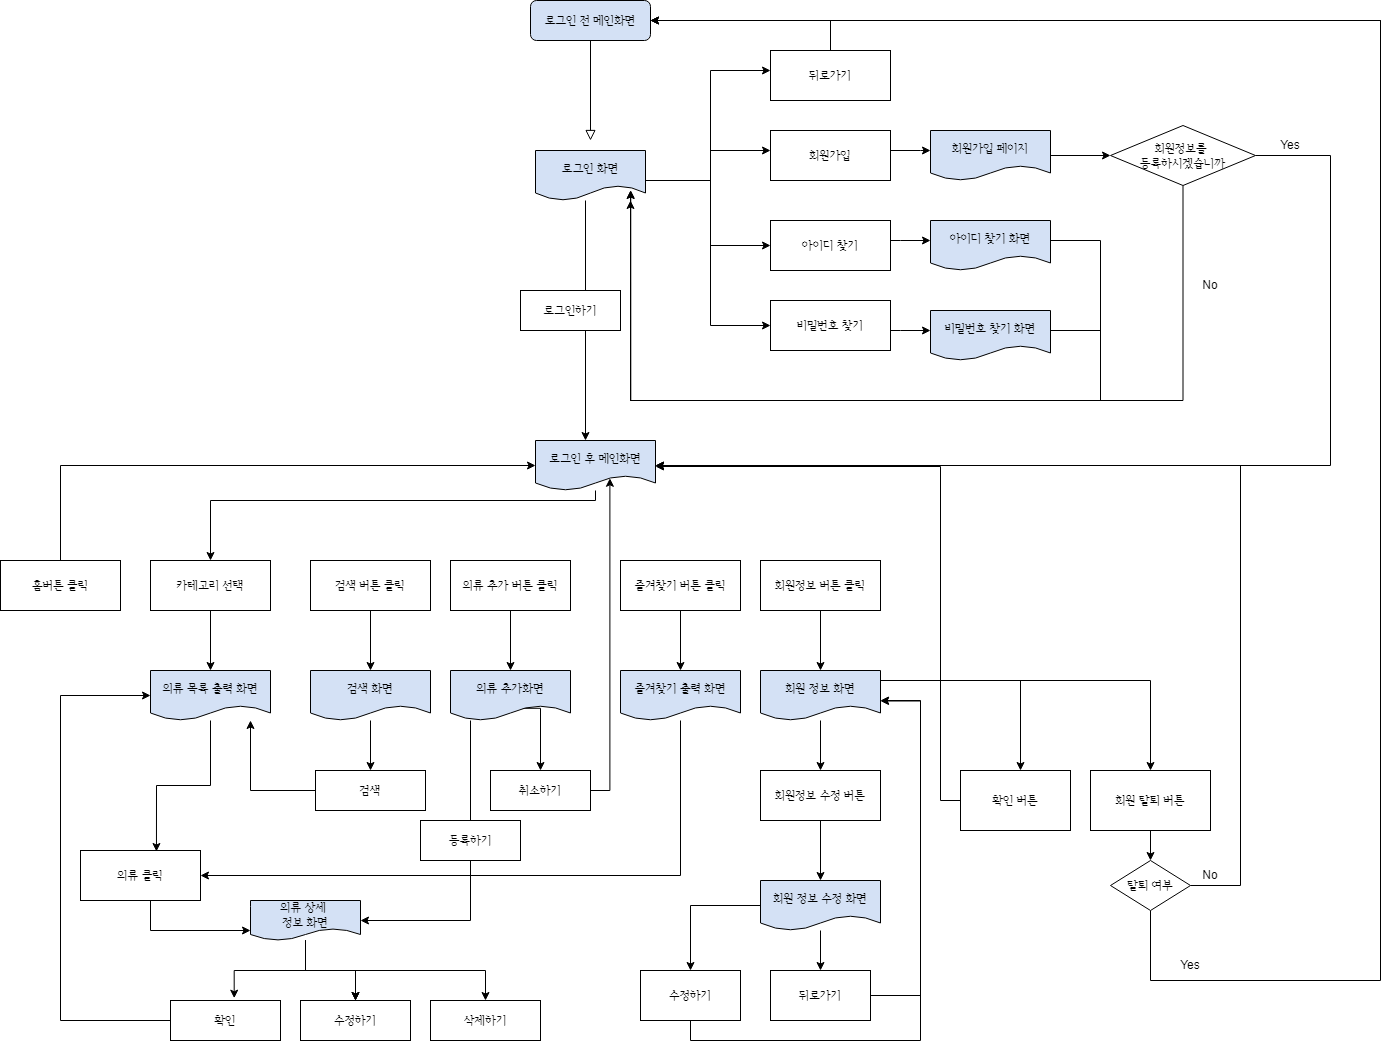 로그인 전 메인화면
뒤로가기
로그인 화면
회원가입
회원가입 페이지
회원정보를
등록하시겠습니까
Yes
아이디 찾기
아이디 찾기 화면
No
로그인하기
비밀번호 찾기
비밀번호 찾기 화면
로그인 후 메인화면
홈버튼 클릭
카테고리 선택
검색 버튼 클릭
의류 추가 버튼 클릭
즐겨찾기 버튼 클릭
회원정보 버튼 클릭
의류 목록 출력 화면
검색 화면
의류 추가화면
즐겨찾기 출력 화면
회원 정보 화면
검색
취소하기
회원정보 수정 버튼
확인 버튼
회원 탈퇴 버튼
등록하기
의류 클릭
탈퇴 여부
No
의류 상세
정보 화면
회원 정보 수정 화면
Yes
확인
수정하기
삭제하기
수정하기
뒤로가기